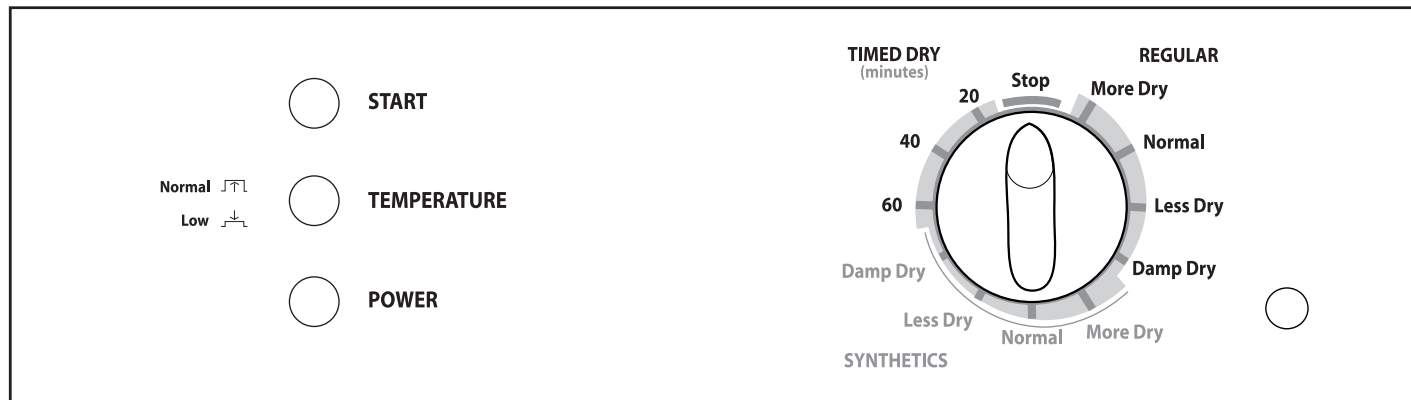 START
Normal
TEMPERATURE
Low
POWER
TIMED DRY
(minutes)
REGULAR
Stop
20
More Dry
40
Normal
60
Less Dry
Damp Dry
Damp Dry
Less Dry
Normal
More Dry
SYNTHETICS